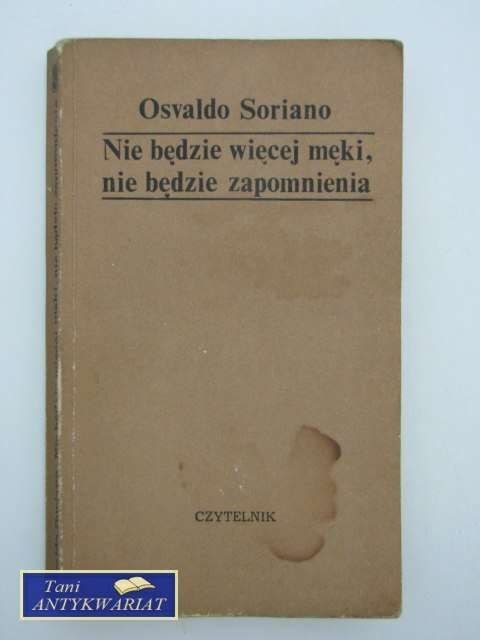 Osvaldo Soriano
Nie będzie więcej męki,
nie będzie zapomnienia
CZYTELNIK
Tani
ANTYKWARIAT